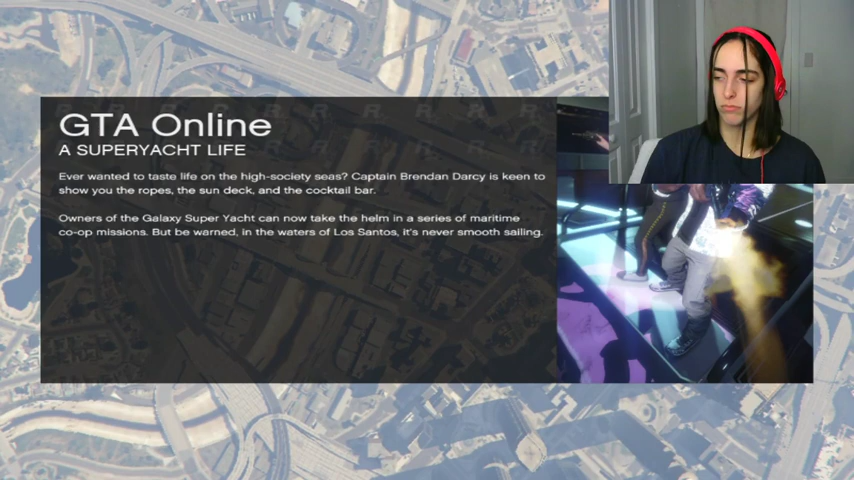 GTA Online
A SUPERYACHT LIFE
Ever wanted to taste life on the high-society seas? Captain Brendan Darcy is keen to
show you the ropes, the sun deck, and the cocktail bar.
Owners of the Galaxy Super Yacht can now take the helm in a series of maritime
co-op missions. But be warned, in the waters of Los Santos, it's never smooth sailing.